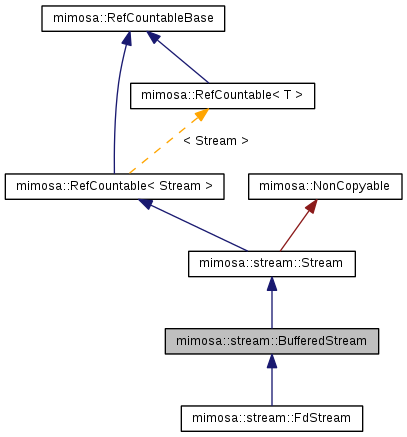 mimosa::RefCountableBase
mimosa::RefCountable< T >
< Stream >
mimosa::RefCountable< Stream >
mimosa::NonCopyable
mimosa::stream::Stream
mimosa::stream::BufferedStream
mimosa::stream::FdStream